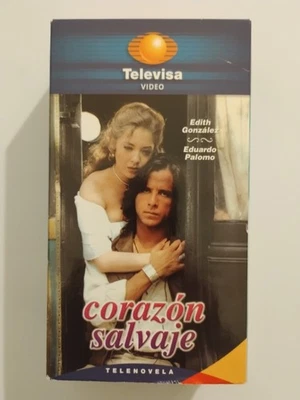 Televisa
VIDEO
Edith
González
Eduardo
Palomo
corazón
salvaje
TELENOVELA